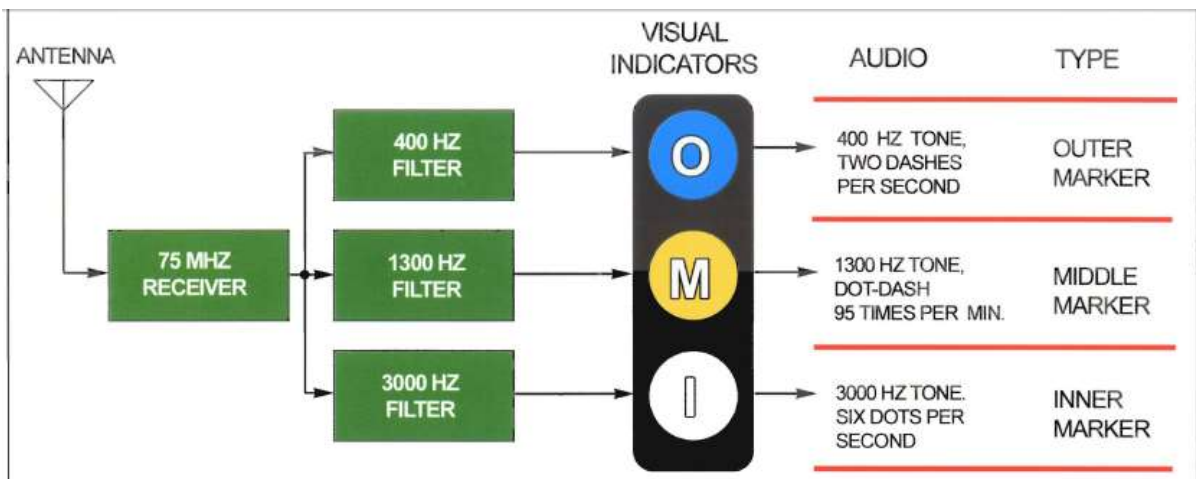 ANTENNA
VISUAL
INDICATORS
AUDIO
TYPE
75 MHZ
RECEIVER
400 HZ
FILTER
O
400 HZ TONE,
TWO DASHES
PER SECOND
OUTER
MARKER
1300 HZ
FILTER
M
1300 HZ TONE,
DOT-DASH
95 TIMES PER MIN.
MIDDLE
MARKER
3000 HZ
FILTER
I
3000 HZ TONE.
SIX DOTS PER
SECOND
INNER
MARKER